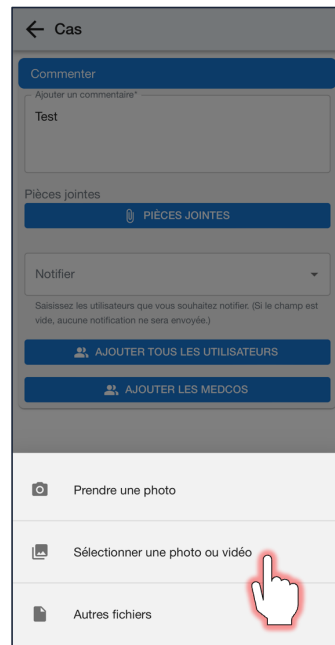 Cas
Commenter
Ajouter un commentaire*
Test
Pièces jointes
PIÈCES JOINTES
Notifier
Saisissez les utilisateurs que vous souhaitez notifier. (Si le champ est
vide, aucune notification ne sera envoyée.)
AJOUTER TOUS LES UTILISATEURS
AJOUTER LES MEDCOS
Prendre une photo
Sélectionner une photo ou vidéo
Autres fichiers